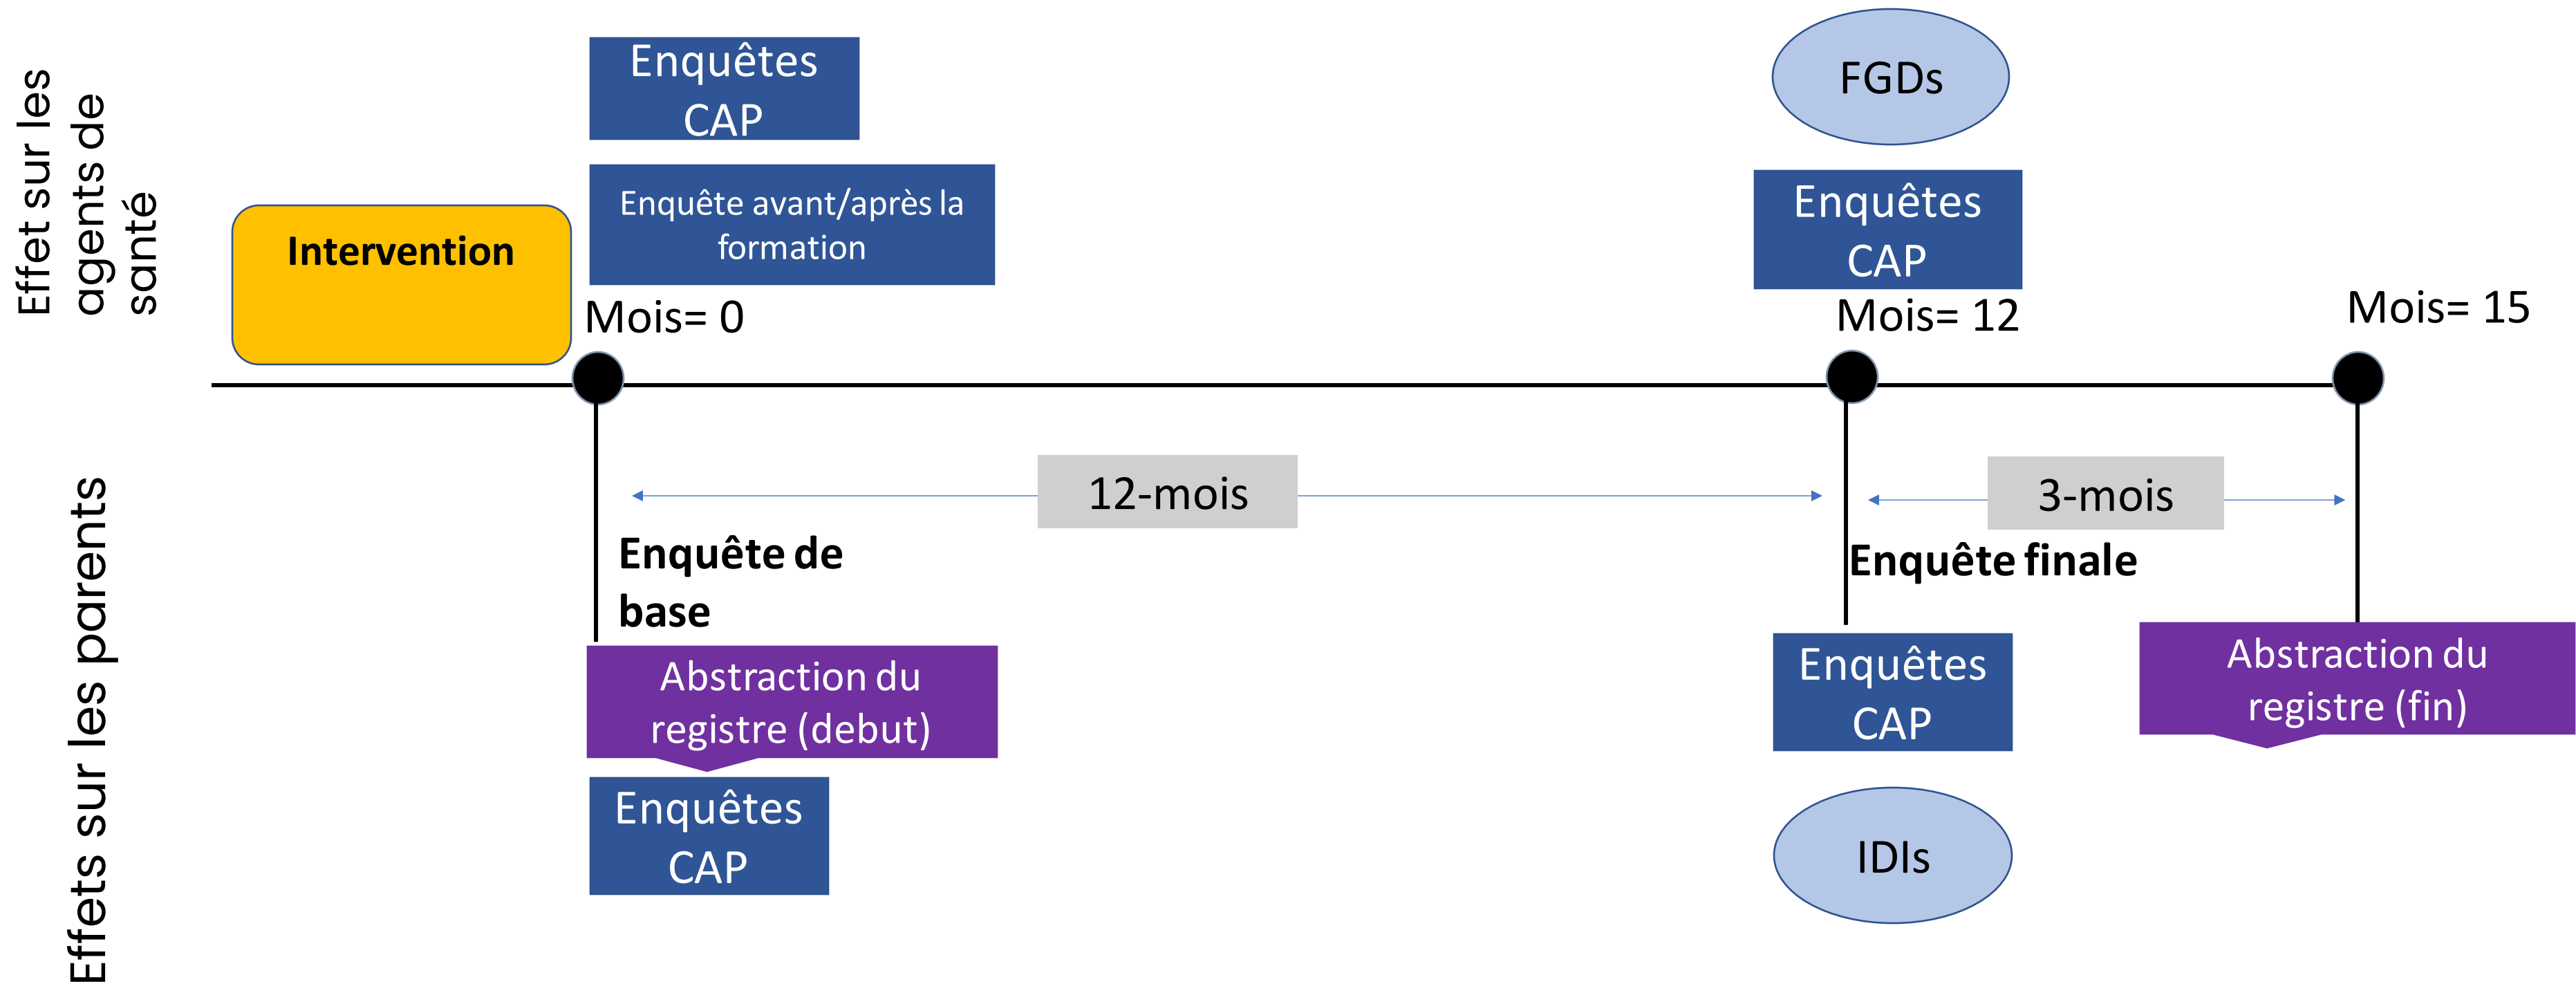 Effet sur les
agents de
santé
Enquêtes
CAP
Enquête avant/après la
formation
Intervention
Mois= 0
FGDs
Enquêtes
CAP
Mois= 12
Mois= 15
12-mois
3-mois
Effets sur les parents
Enquête de
base
Abstraction du
registre (debut)
Enquêtes
CAP
Enquête finale
Enquêtes
CAP
IDIs
Abstraction du
registre (fin)